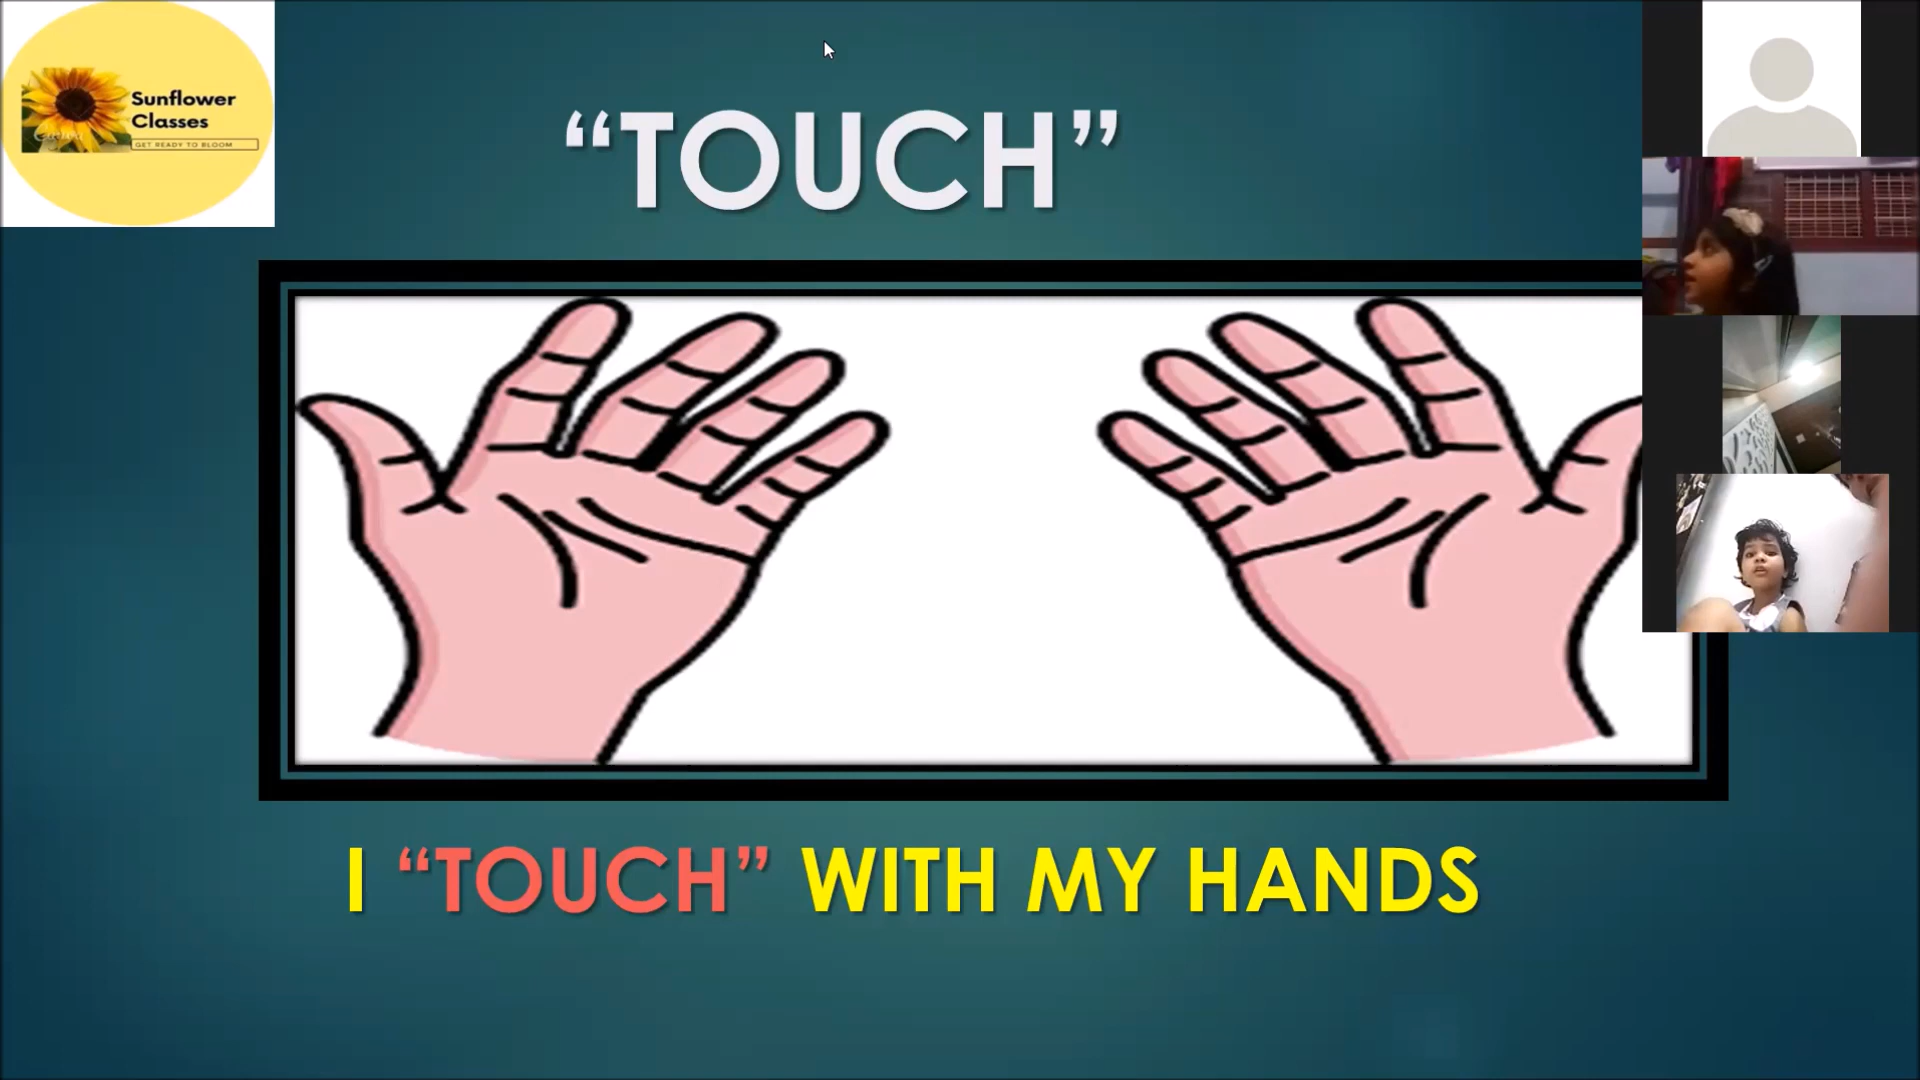 Sunflower
Classes
GET READY TO BLOOM
“TOUCH”
I “TOUCH” WITH MY HANDS